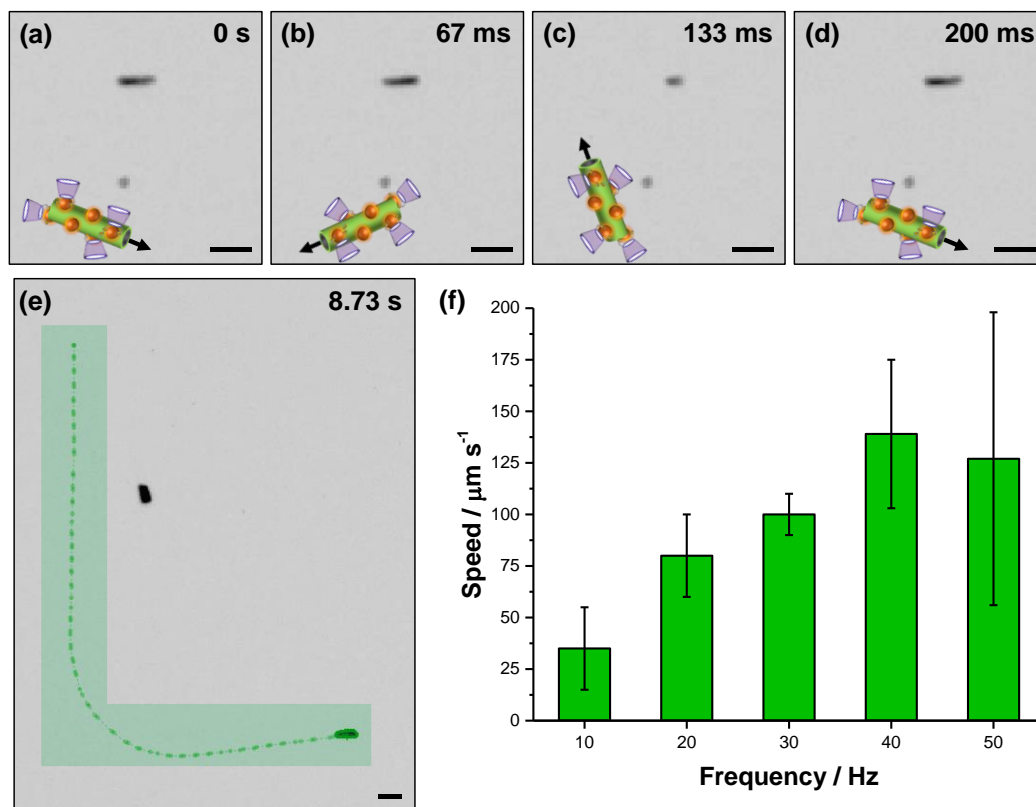 (a) 0 s
(b) 67 ms
(c) 133 ms
(d) 200 ms
(e) 8.73 s
(f)
200
175
150
125
100
75
50
25
0
Speed / μm s⁻¹
10 20 30 40 50
Frequency / Hz